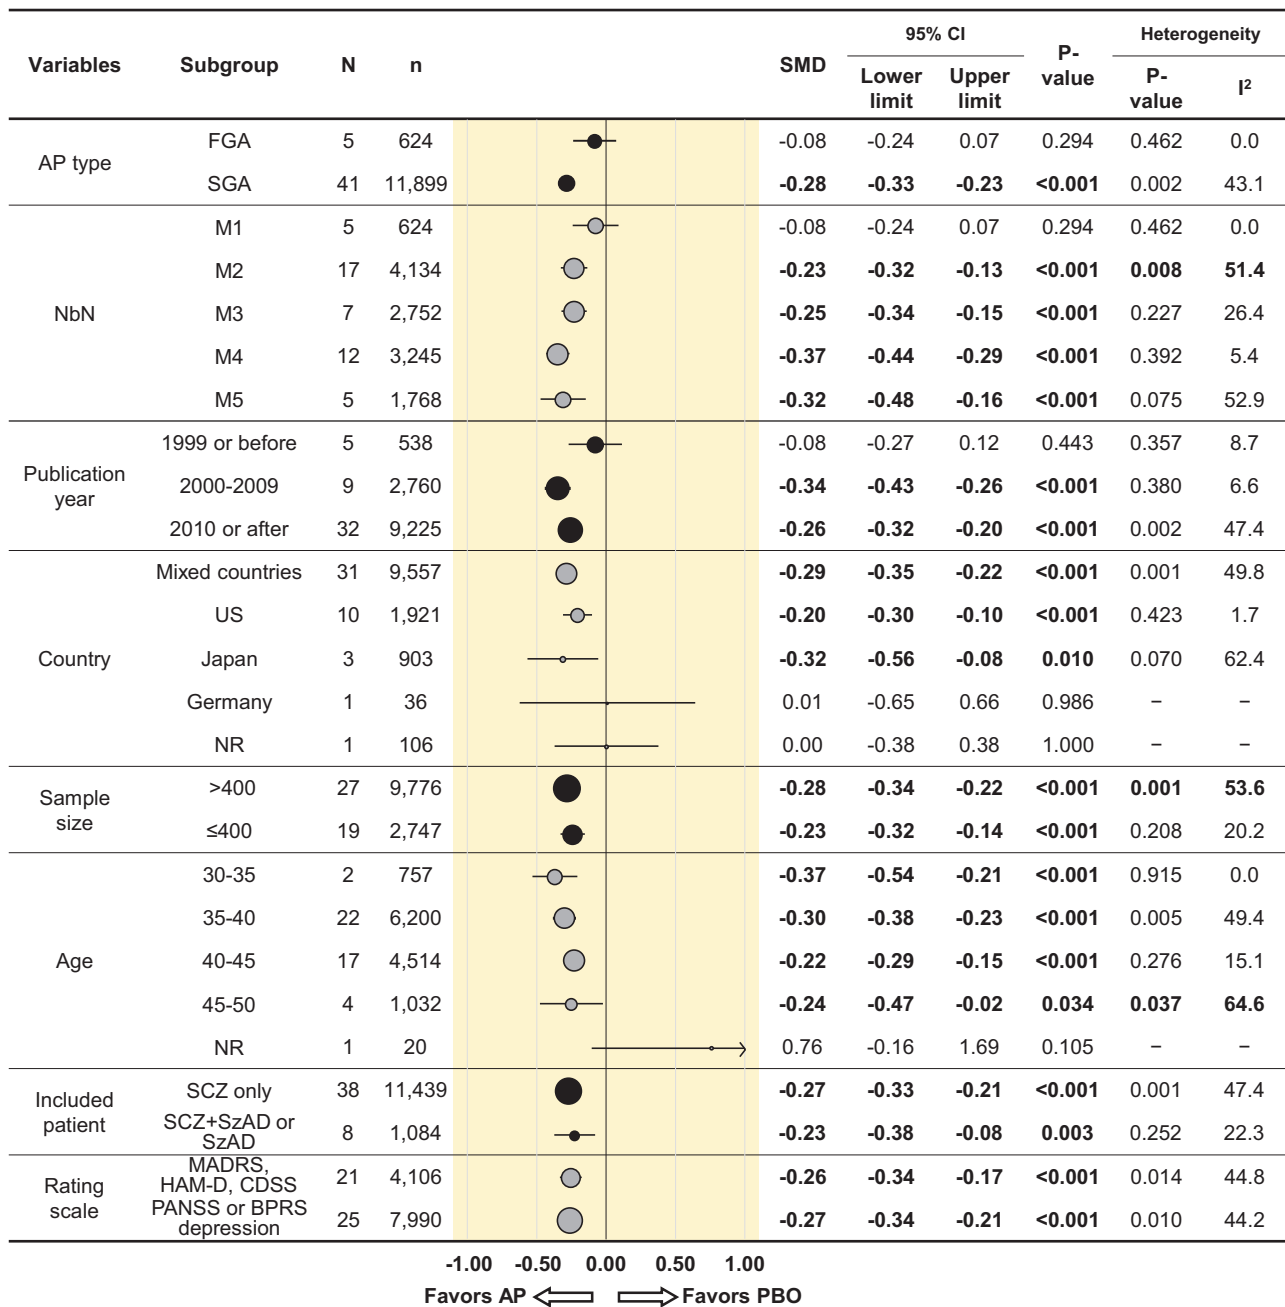 Variables Subgroup N n SMD 95% CI P-value Heterogeneity
Lower limit Upper limit P-value I²
AP type
FGA 5 624 -0.08 -0.24 0.07 0.294 0.462 0.0
SGA 41 11,899 -0.28 -0.33 -0.23 <0.001 0.002 43.1
NbN
M1 5 624 -0.08 -0.24 0.07 0.294 0.462 0.0
M2 17 4,134 -0.23 -0.32 -0.13 <0.001 0.008 51.4
M3 7 2,752 -0.25 -0.34 -0.15 <0.001 0.227 26.4
M4 12 3,245 -0.37 -0.44 -0.29 <0.001 0.392 5.4
M5 5 1,768 -0.32 -0.48 -0.16 <0.001 0.075 52.9
Publication
year
1999 or before 5 538 -0.08 -0.27 0.12 0.443 0.357 8.7
2000-2009 9 2,760 -0.34 -0.43 -0.26 <0.001 0.380 6.6
2010 or after 32 9,225 -0.26 -0.32 -0.20 <0.001 0.002 47.4
Country
Mixed countries 31 9,557 -0.29 -0.35 -0.22 <0.001 0.001 49.8
US 10 1,921 -0.20 -0.30 -0.10 <0.001 0.423 1.7
Japan 3 903 -0.32 -0.56 -0.08 0.010 0.070 62.4
Germany 1 36 0.01 -0.65 0.66 0.986 – –
NR 1 106 0.00 -0.38 0.38 1.000 – –
Sample
size
>400 27 9,776 -0.28 -0.34 -0.22 <0.001 0.001 53.6
≤400 19 2,747 -0.23 -0.32 -0.14 <0.001 0.208 20.2
Age
30-35 2 757 -0.37 -0.54 -0.21 <0.001 0.915 0.0
35-40 22 6,200 -0.30 -0.38 -0.23 <0.001 0.005 49.4
40-45 17 4,514 -0.22 -0.29 -0.15 <0.001 0.276 15.1
45-50 4 1,032 -0.24 -0.47 -0.02 0.034 0.037 64.6
NR 1 20 0.76 -0.16 1.69 0.105 – –
Included
patient
SCZ only 38 11,439 -0.27 -0.33 -0.21 <0.001 0.001 47.4
SCZ+SzAD or
SzAD 8 1,084 -0.23 -0.38 -0.08 0.003 0.252 22.3
Rating
scale
MADRS,
HAM-D, CDSS 21 4,106 -0.26 -0.34 -0.17 <0.001 0.014 44.8
PANSS or BPRS
depression 25 7,990 -0.27 -0.34 -0.21 <0.001 0.010 44.2
-1.00 -0.50 0.00 0.50 1.00
Favors AP Favors PBO